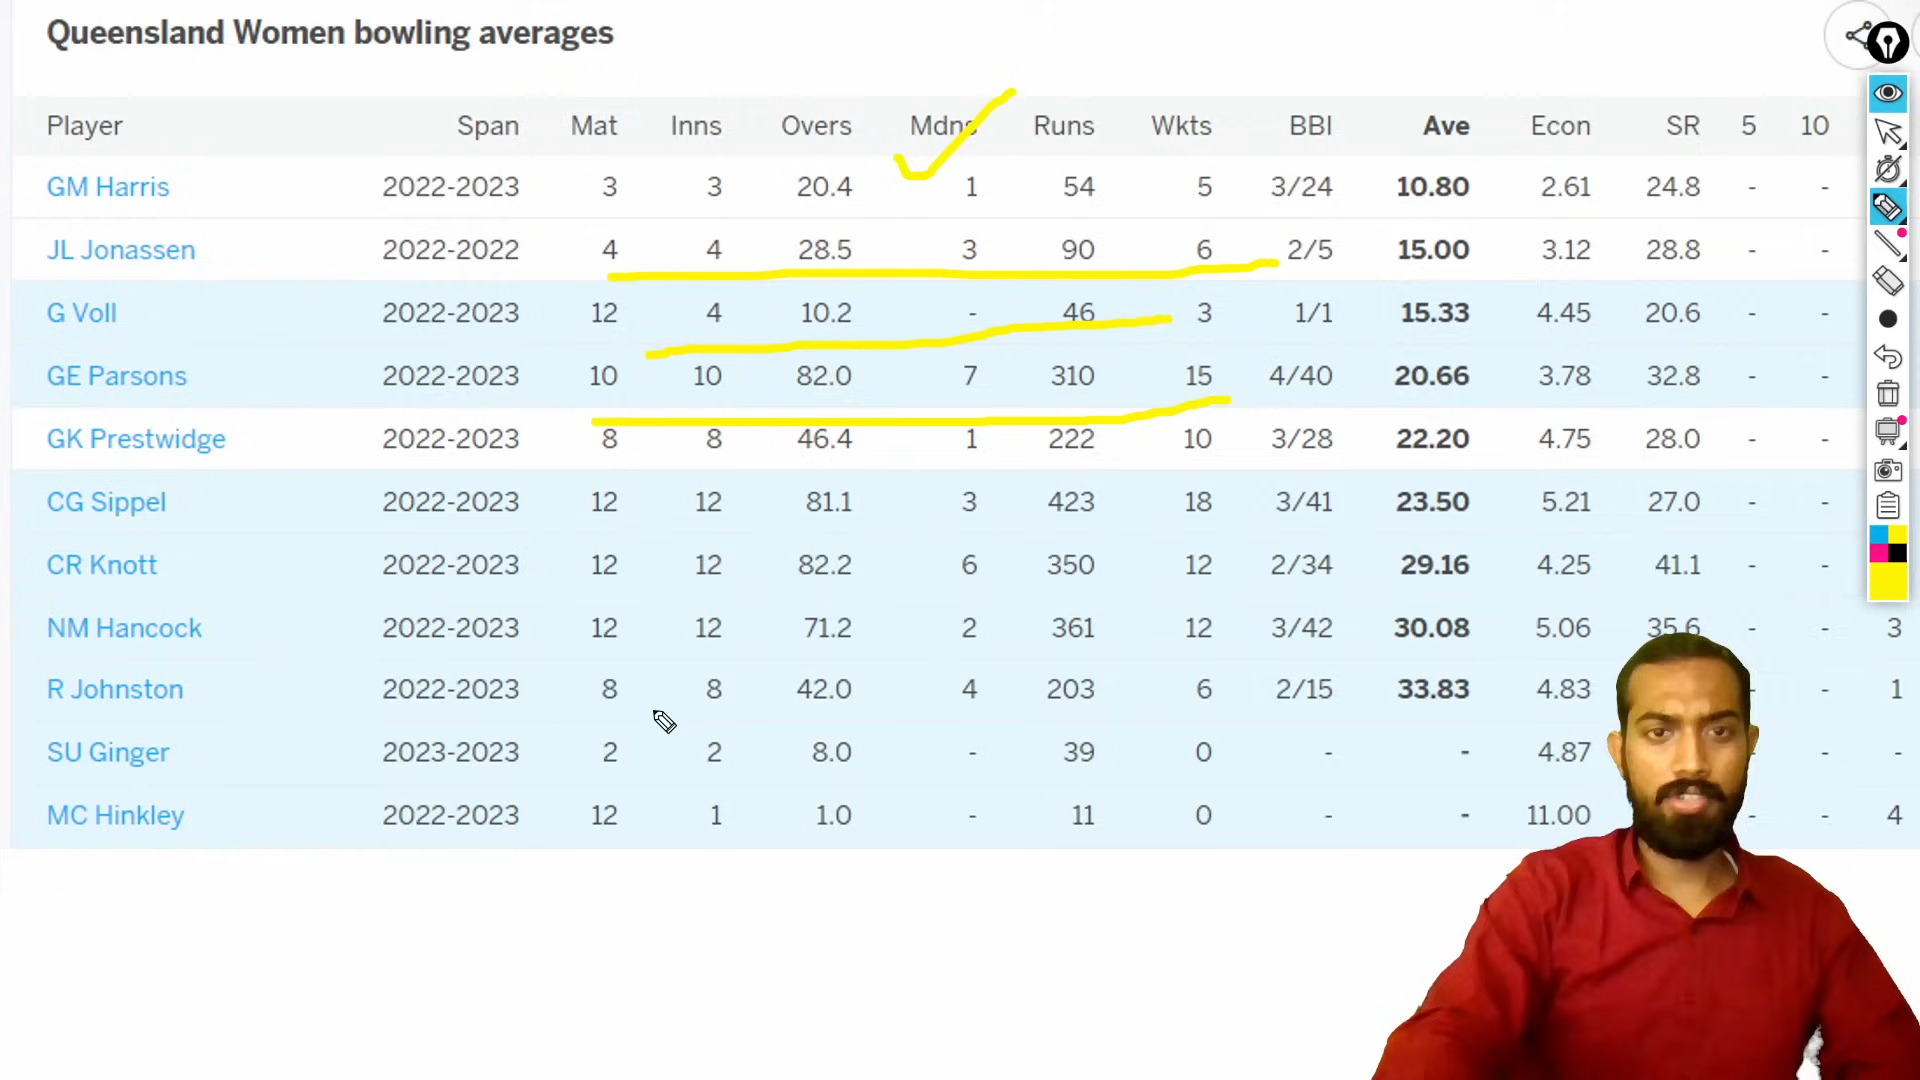 Queensland Women bowling averages
Player Span Mat Inns Overs Mdns Runs Wkts BBI Ave Econ SR 5 10
GM Harris 2022-2023 3 3 20.4 1 54 5 3/24 10.80 2.61 24.8 - -
JL Jonassen 2022-2022 4 4 28.5 3 90 6 2/5 15.00 3.12 28.8 - -
G Voll 2022-2023 12 4 10.2 - 46 3 1/1 15.33 4.45 20.6 - -
GE Parsons 2022-2023 10 10 82.0 7 310 15 4/40 20.66 3.78 32.8 - -
GK Prestwidge 2022-2023 8 8 46.4 1 222 10 3/28 22.20 4.75 28.0 - -
CG Sippel 2022-2023 12 12 81.1 3 423 18 3/41 23.50 5.21 27.0 - -
CR Knott 2022-2023 12 12 82.2 6 350 12 2/34 29.16 4.25 41.1 - -
NM Hancock 2022-2023 12 12 71.2 2 361 12 3/42 30.08 5.06 35.6 - - 3
R Johnston 2022-2023 8 8 42.0 4 203 6 2/15 33.83 4.83 - - 1
SU Ginger 2023-2023 2 2 8.0 - 39 0 - - 4.87 - - -
MC Hinkley 2022-2023 12 1 1.0 - 11 0 - - 11.00 - - 4